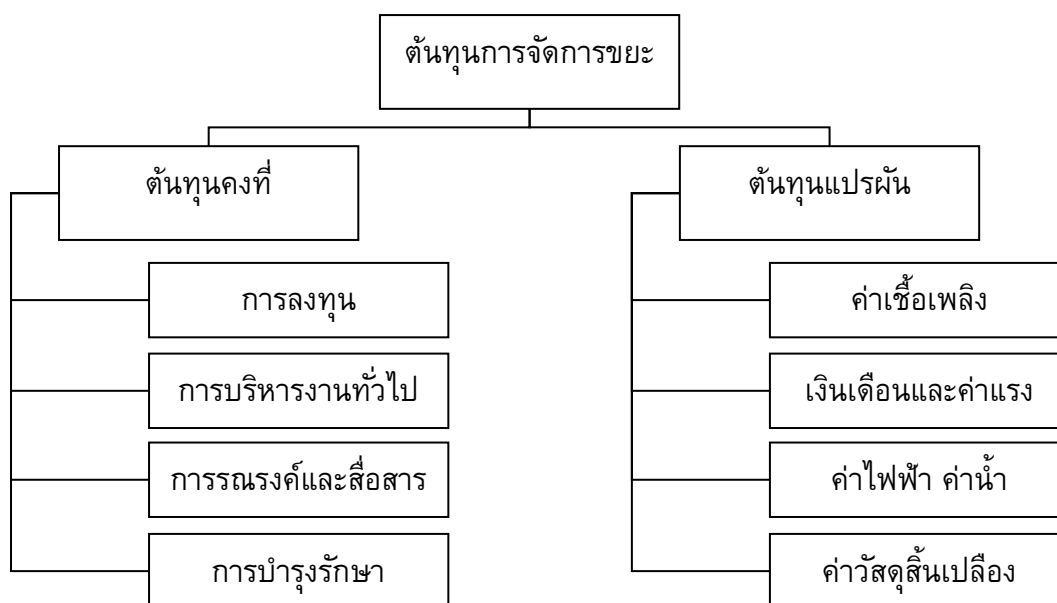 ต้นทุนการจัดการขยะ
ต้นทุนคงที่
การลงทุน
การบริหารงานทั่วไป
การรณรงค์และสื่อสาร
การบำรุงรักษา
ต้นทุนแปรผัน
ค่าเชื้อเพลิง
เงินเดือนและค่าแรง
ค่าไฟฟ้า ค่าน้ำ
ค่าวัสดุสิ้นเปลือง